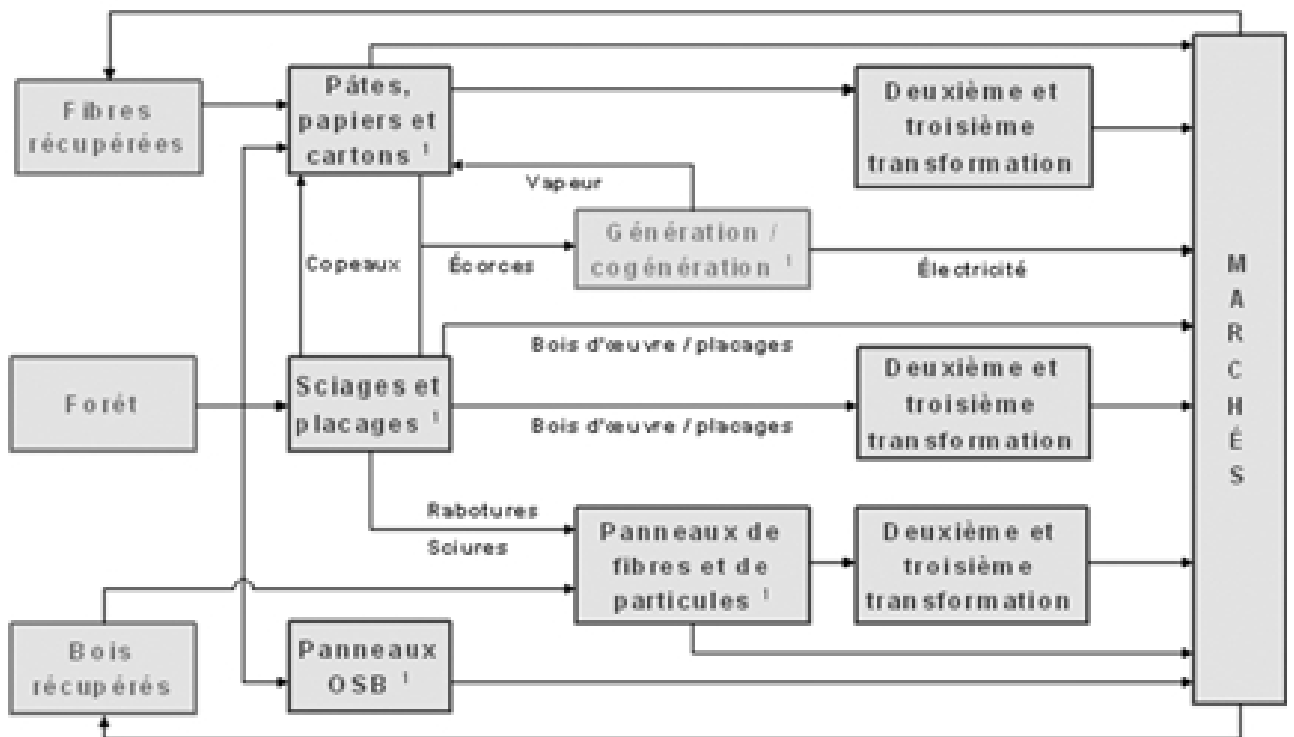 Fibres
récupérées
Pâtes,
papiers et
cartons ¹
Deuxième et
troisième
transformation
Vapeur
Génération /
cogénération ¹
Copeaux
Écorces
Électricité
Bois d'œuvre / placages
Forêt
Sciages et
placages ¹
Bois d'œuvre / placages
Deuxième et
troisième
transformation
Rabotures
Sciures
Panneaux de
fibres et de
particules ¹
Deuxième et
troisième
transformation
Bois
récupérés
Panneaux
OSB ¹
M
A
R
C
H
É
S